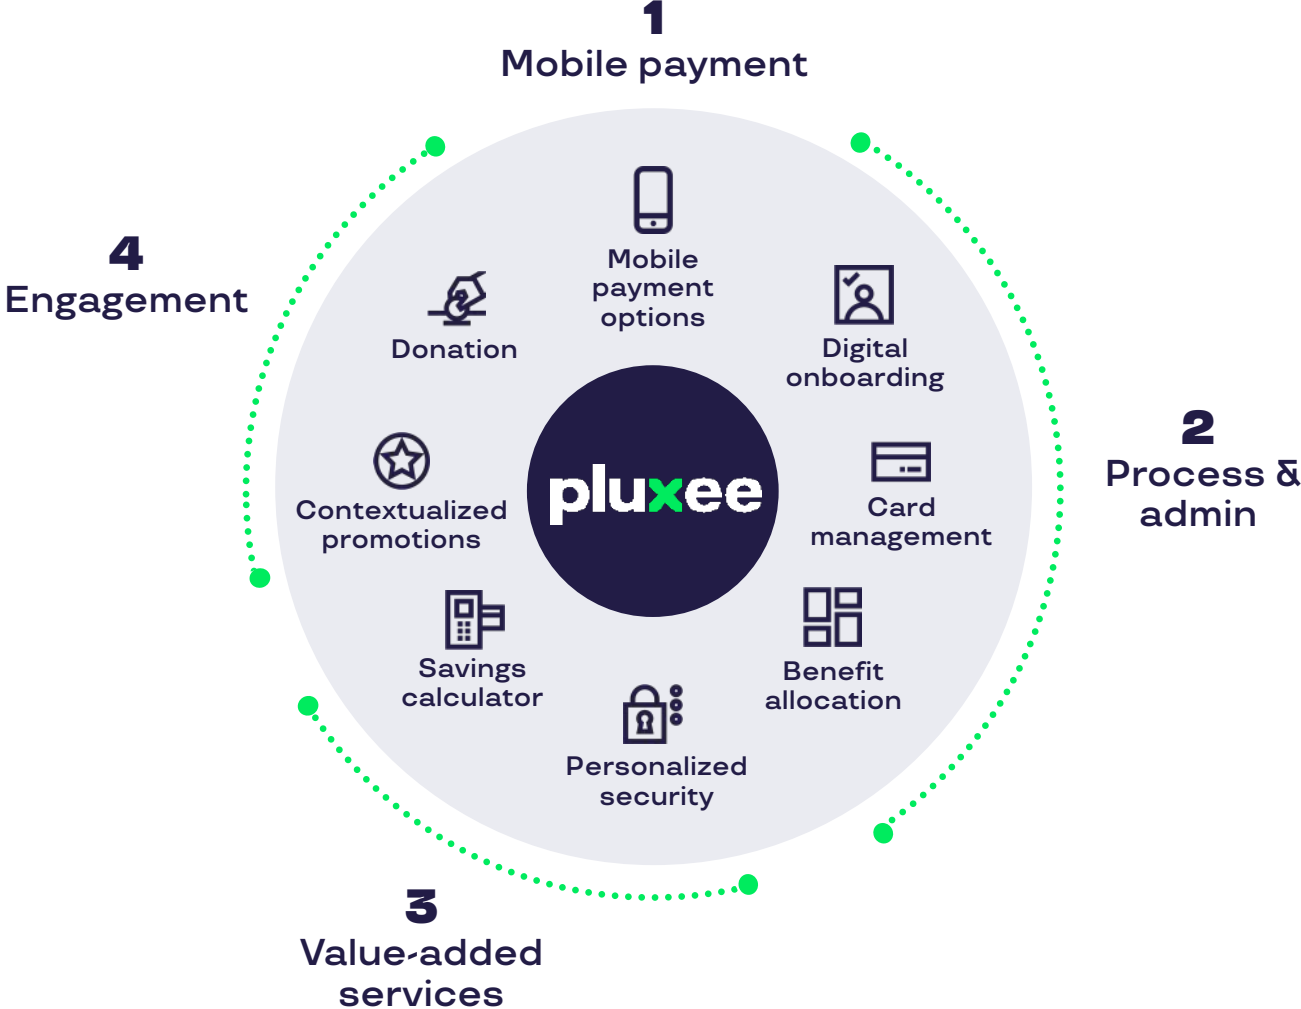 1
Mobile payment
Mobile
payment
options
Digital
onboarding
2
Process &
admin
Card
management
Benefit
allocation
3
Value-added
services
Personalized
security
Savings
calculator
4
Engagement
Contextualized
promotions
Donation
pluxee